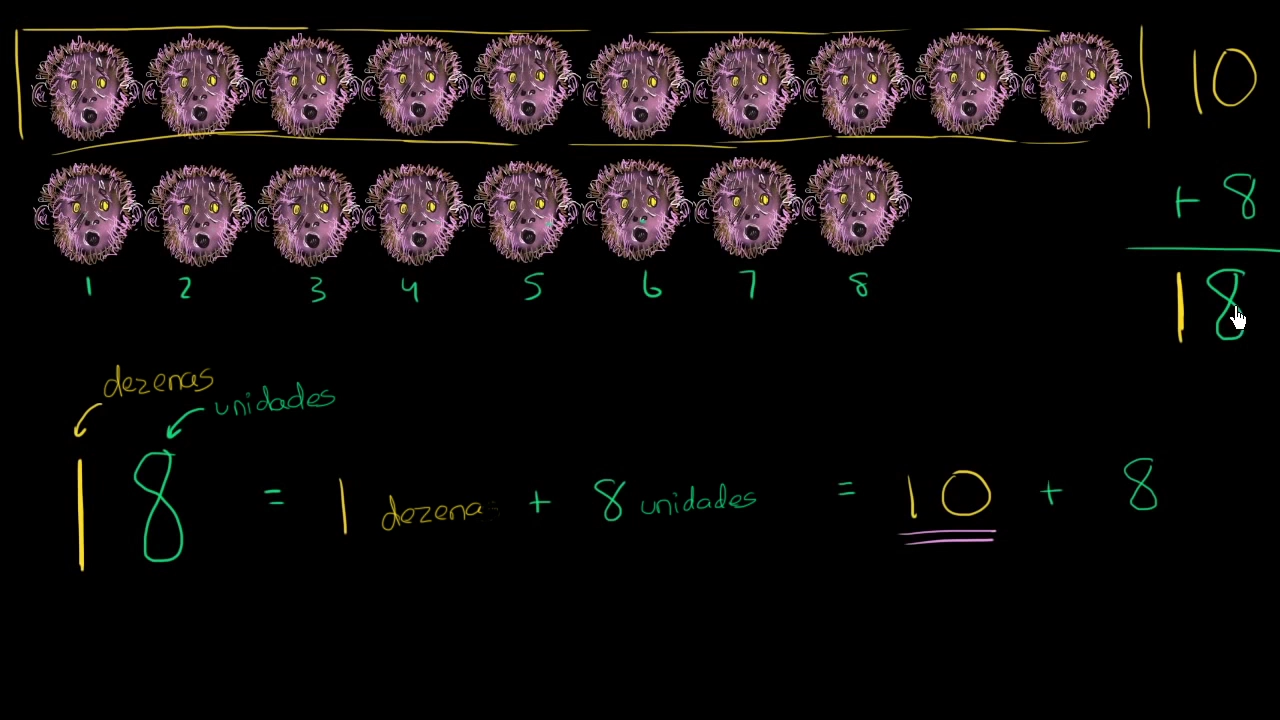 10
+ 8
1 2 3 4 5 6 7 8
18
dezenas
unidades
18 = 1 dezena + 8 unidades = 10 + 8